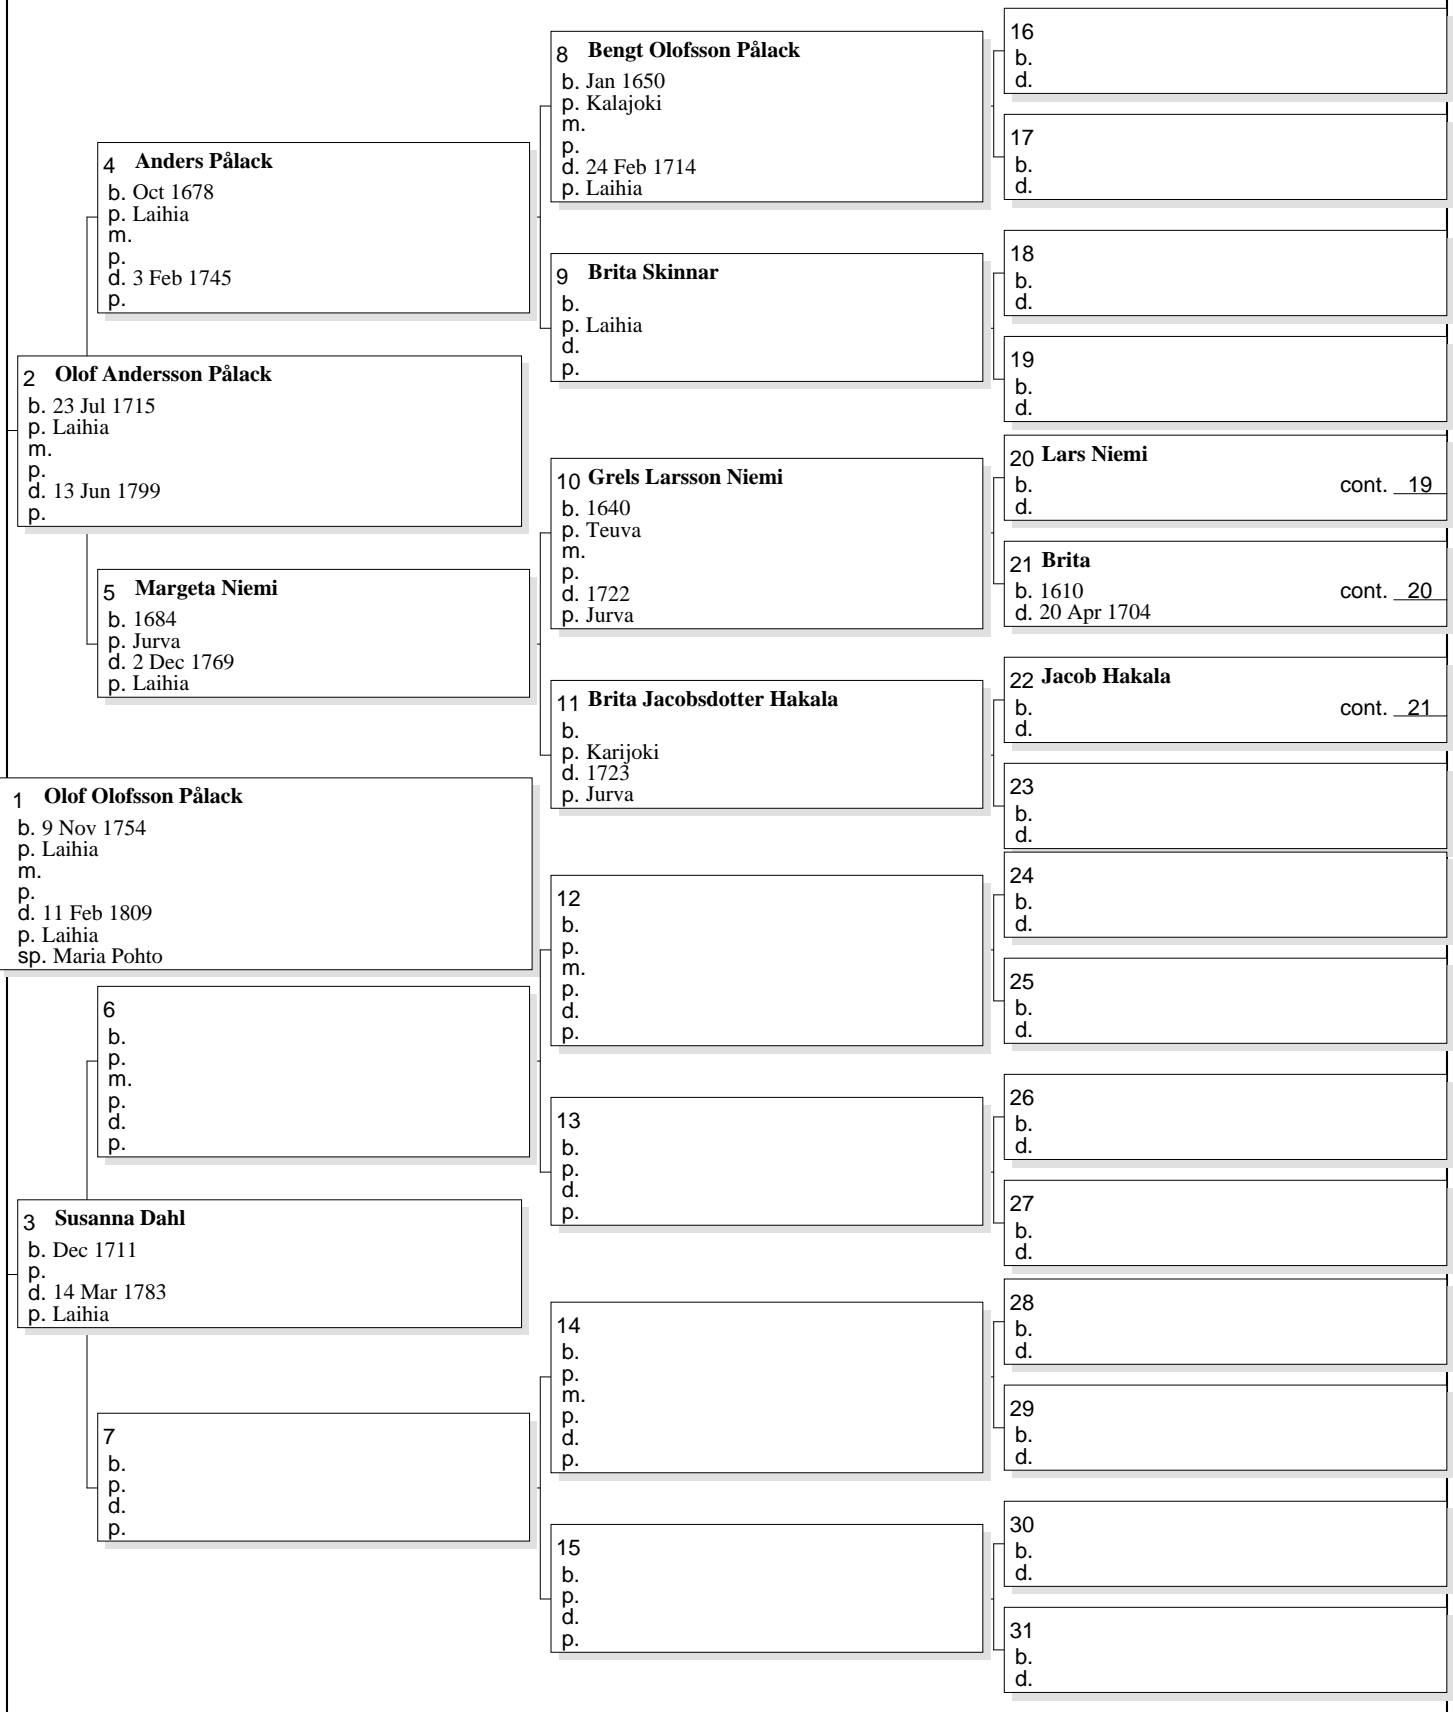 1 Olof Olofsson Pålack
b. 9 Nov 1754
p. Laihia
m.
p.
d. 11 Feb 1809
p. Laihia
sp. Maria Pohto
2 Olof Andersson Pålack
b. 23 Jul 1715
p. Laihia
m.
p.
d. 13 Jun 1799
p.
3 Susanna Dahl
b. Dec 1711
p.
d. 14 Mar 1783
p. Laihia
4 Anders Pålack
b. Oct 1678
p. Laihia
m.
p.
d. 3 Feb 1745
p.
5 Margeta Niemi
b. 1684
p. Jurva
d. 2 Dec 1769
p. Laihia
6
b.
p.
m.
p.
d.
p.
7
b.
p.
d.
p.
8 Bengt Olofsson Pålack
b. Jan 1650
p. Kalajoki
m.
p.
d. 24 Feb 1714
p. Laihia
9 Brita Skinnar
b.
p. Laihia
d.
p.
10 Grels Larsson Niemi
b. 1640
p. Teuva
m.
p.
d. 1722
p. Jurva
11 Brita Jacobsdotter Hakala
b.
p. Karijoki
d. 1723
p. Jurva
12
b.
p.
m.
p.
d.
p.
13
b.
p.
d.
p.
14
b.
p.
m.
p.
d.
p.
15
b.
p.
d.
p.
16
b.
d.
17
b.
d.
18
b.
d.
19
b.
d.
20 Lars Niemi
b. cont. 19
d.
21 Brita
b. 1610 cont. 20
d. 20 Apr 1704
22 Jacob Hakala
b. cont. 21
d.
23
b.
d.
24
b.
d.
25
b.
d.
26
b.
d.
27
b.
d.
28
b.
d.
29
b.
d.
30
b.
d.
31
b.
d.